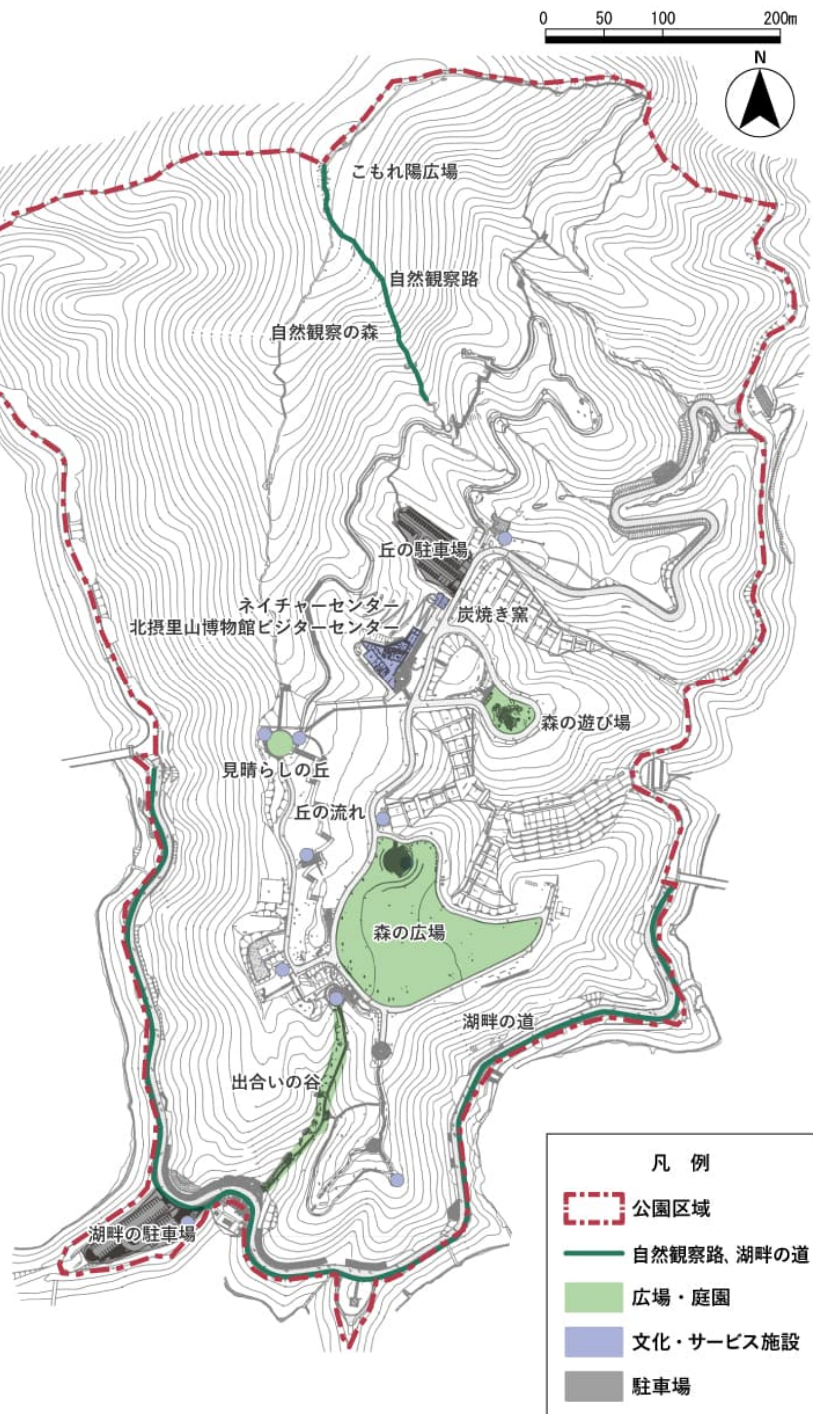 0 50 100 200m
N
こもれ陽広場
自然観察路
自然観察の森
丘の駐車場
ネイチャーセンター
北摂里山博物館ビジターセンター
炭焼き窯
森の遊び場
見晴らしの丘
丘の流れ
森の広場
湖畔の道
出合いの谷
湖畔の駐車場
凡 例
公園区域
自然観察路、湖畔の道
広場・庭園
文化・サービス施設
駐車場